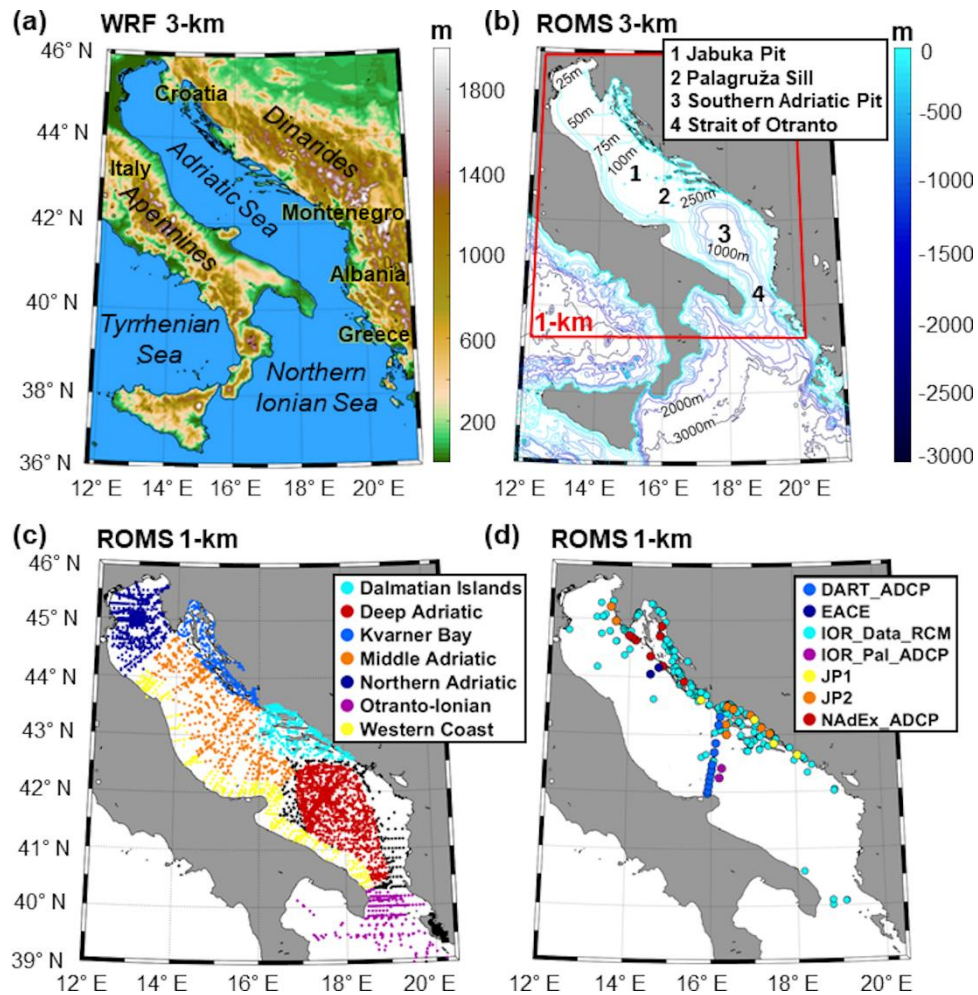 (a) WRF 3-km
m
46° N
44° N
42° N
40° N
38° N
36° N
12° E 14° E 16° E 18° E 20° E
Croatia
Dinarides
Italy
Adriatic Sea
Apennines
Montenegro
Albania
Tyrrhenian
Sea
Greece
Northern
Ionian Sea
1800
1400
1000
600
200
(b) ROMS 3-km
m
1 Jabuka Pit
2 Palagruža Sill
3 Southern Adriatic Pit
4 Strait of Otranto
25m
50m
75m
100m
1
2
250m
3
1000m
4
1-km
2000m
3000m
12° E 14° E 16° E 18° E 20° E
0
-500
-1000
-1500
-2000
-2500
-3000
(c) ROMS 1-km
46° N
45° N
44° N
43° N
42° N
41° N
40° N
39° N
12° E 14° E 16° E 18° E 20° E
Dalmatian Islands
Deep Adriatic
Kvarner Bay
Middle Adriatic
Northern Adriatic
Otranto-Ionian
Western Coast
(d) ROMS 1-km
DART_ADCP
EACE
IOR_Data_RCM
IOR_Pal_ADCP
JP1
JP2
NAdEx_ADCP
12° E 14° E 16° E 18° E 20° E